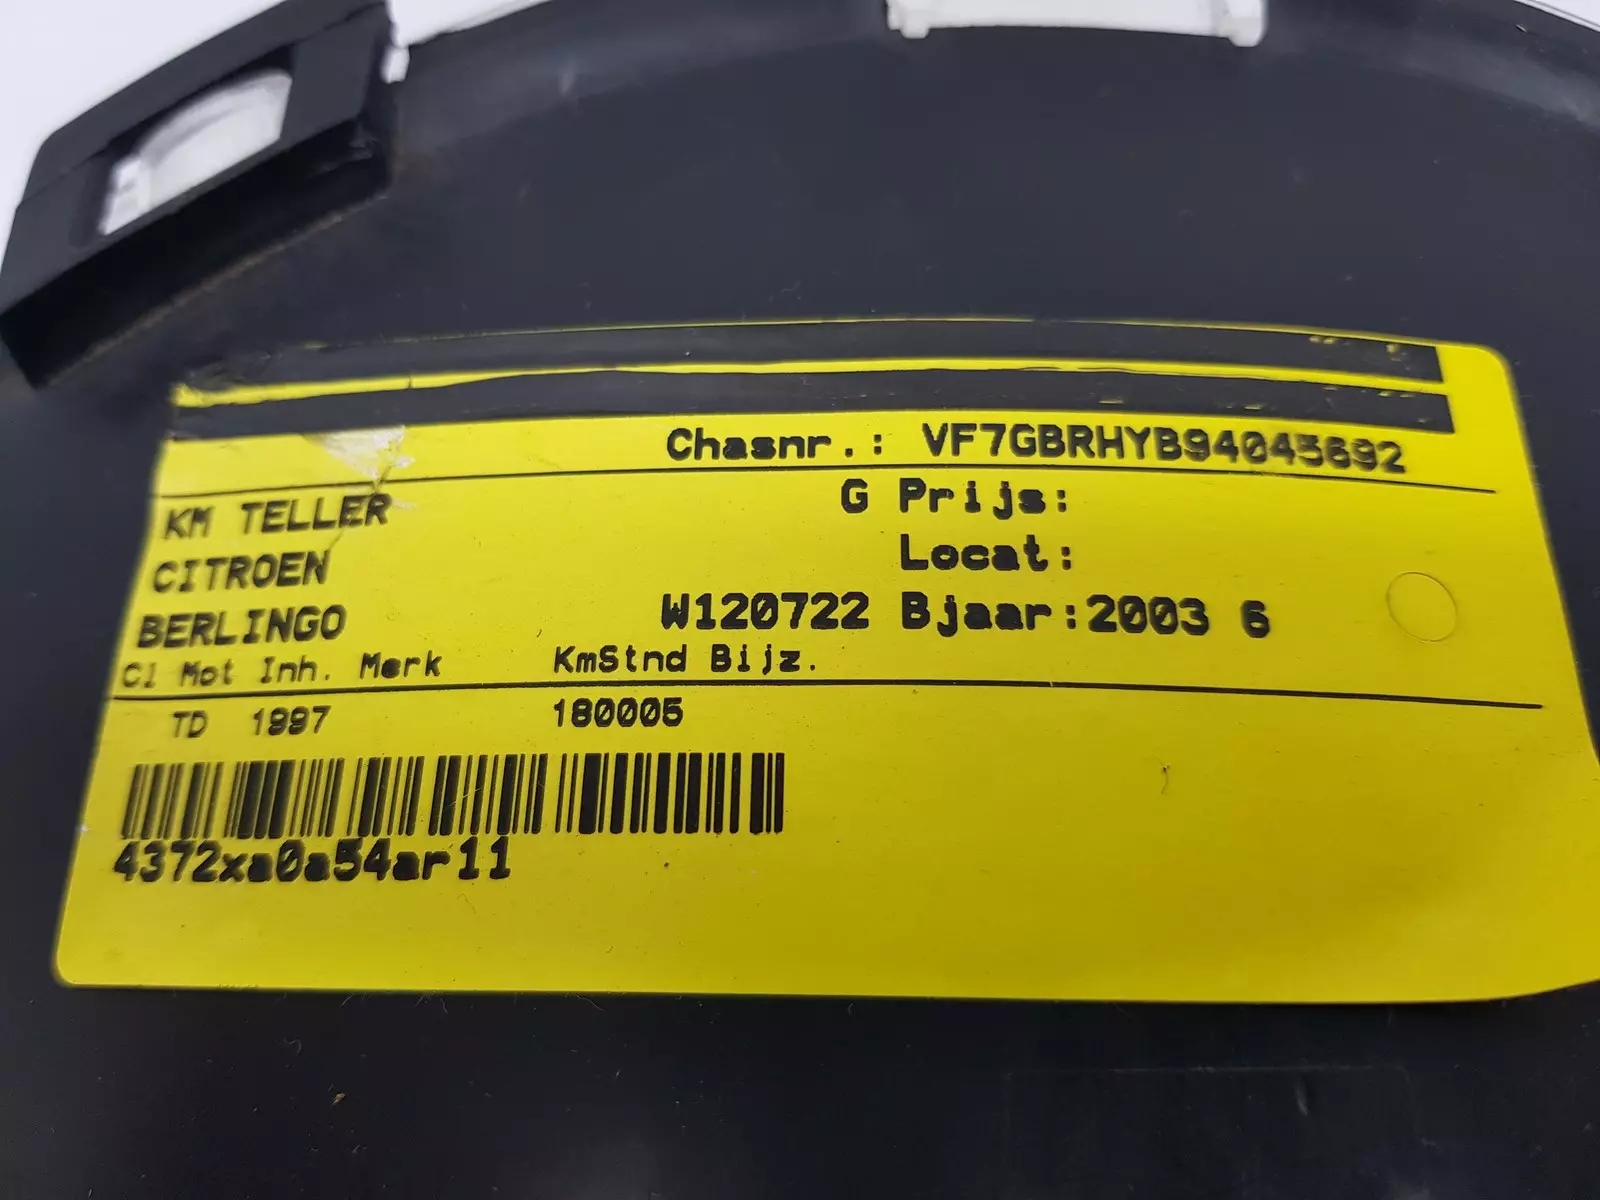 Chasnr.: VF7GBRHYB94045692
KM TELLER G Prijs:
CITROEN Locat:
BERLINGO W120722 Bjaar:2003 6
Cl Mot Inh. Merk KmStnd Bijz.
TD 1997 180005
4372xa0a54ar11